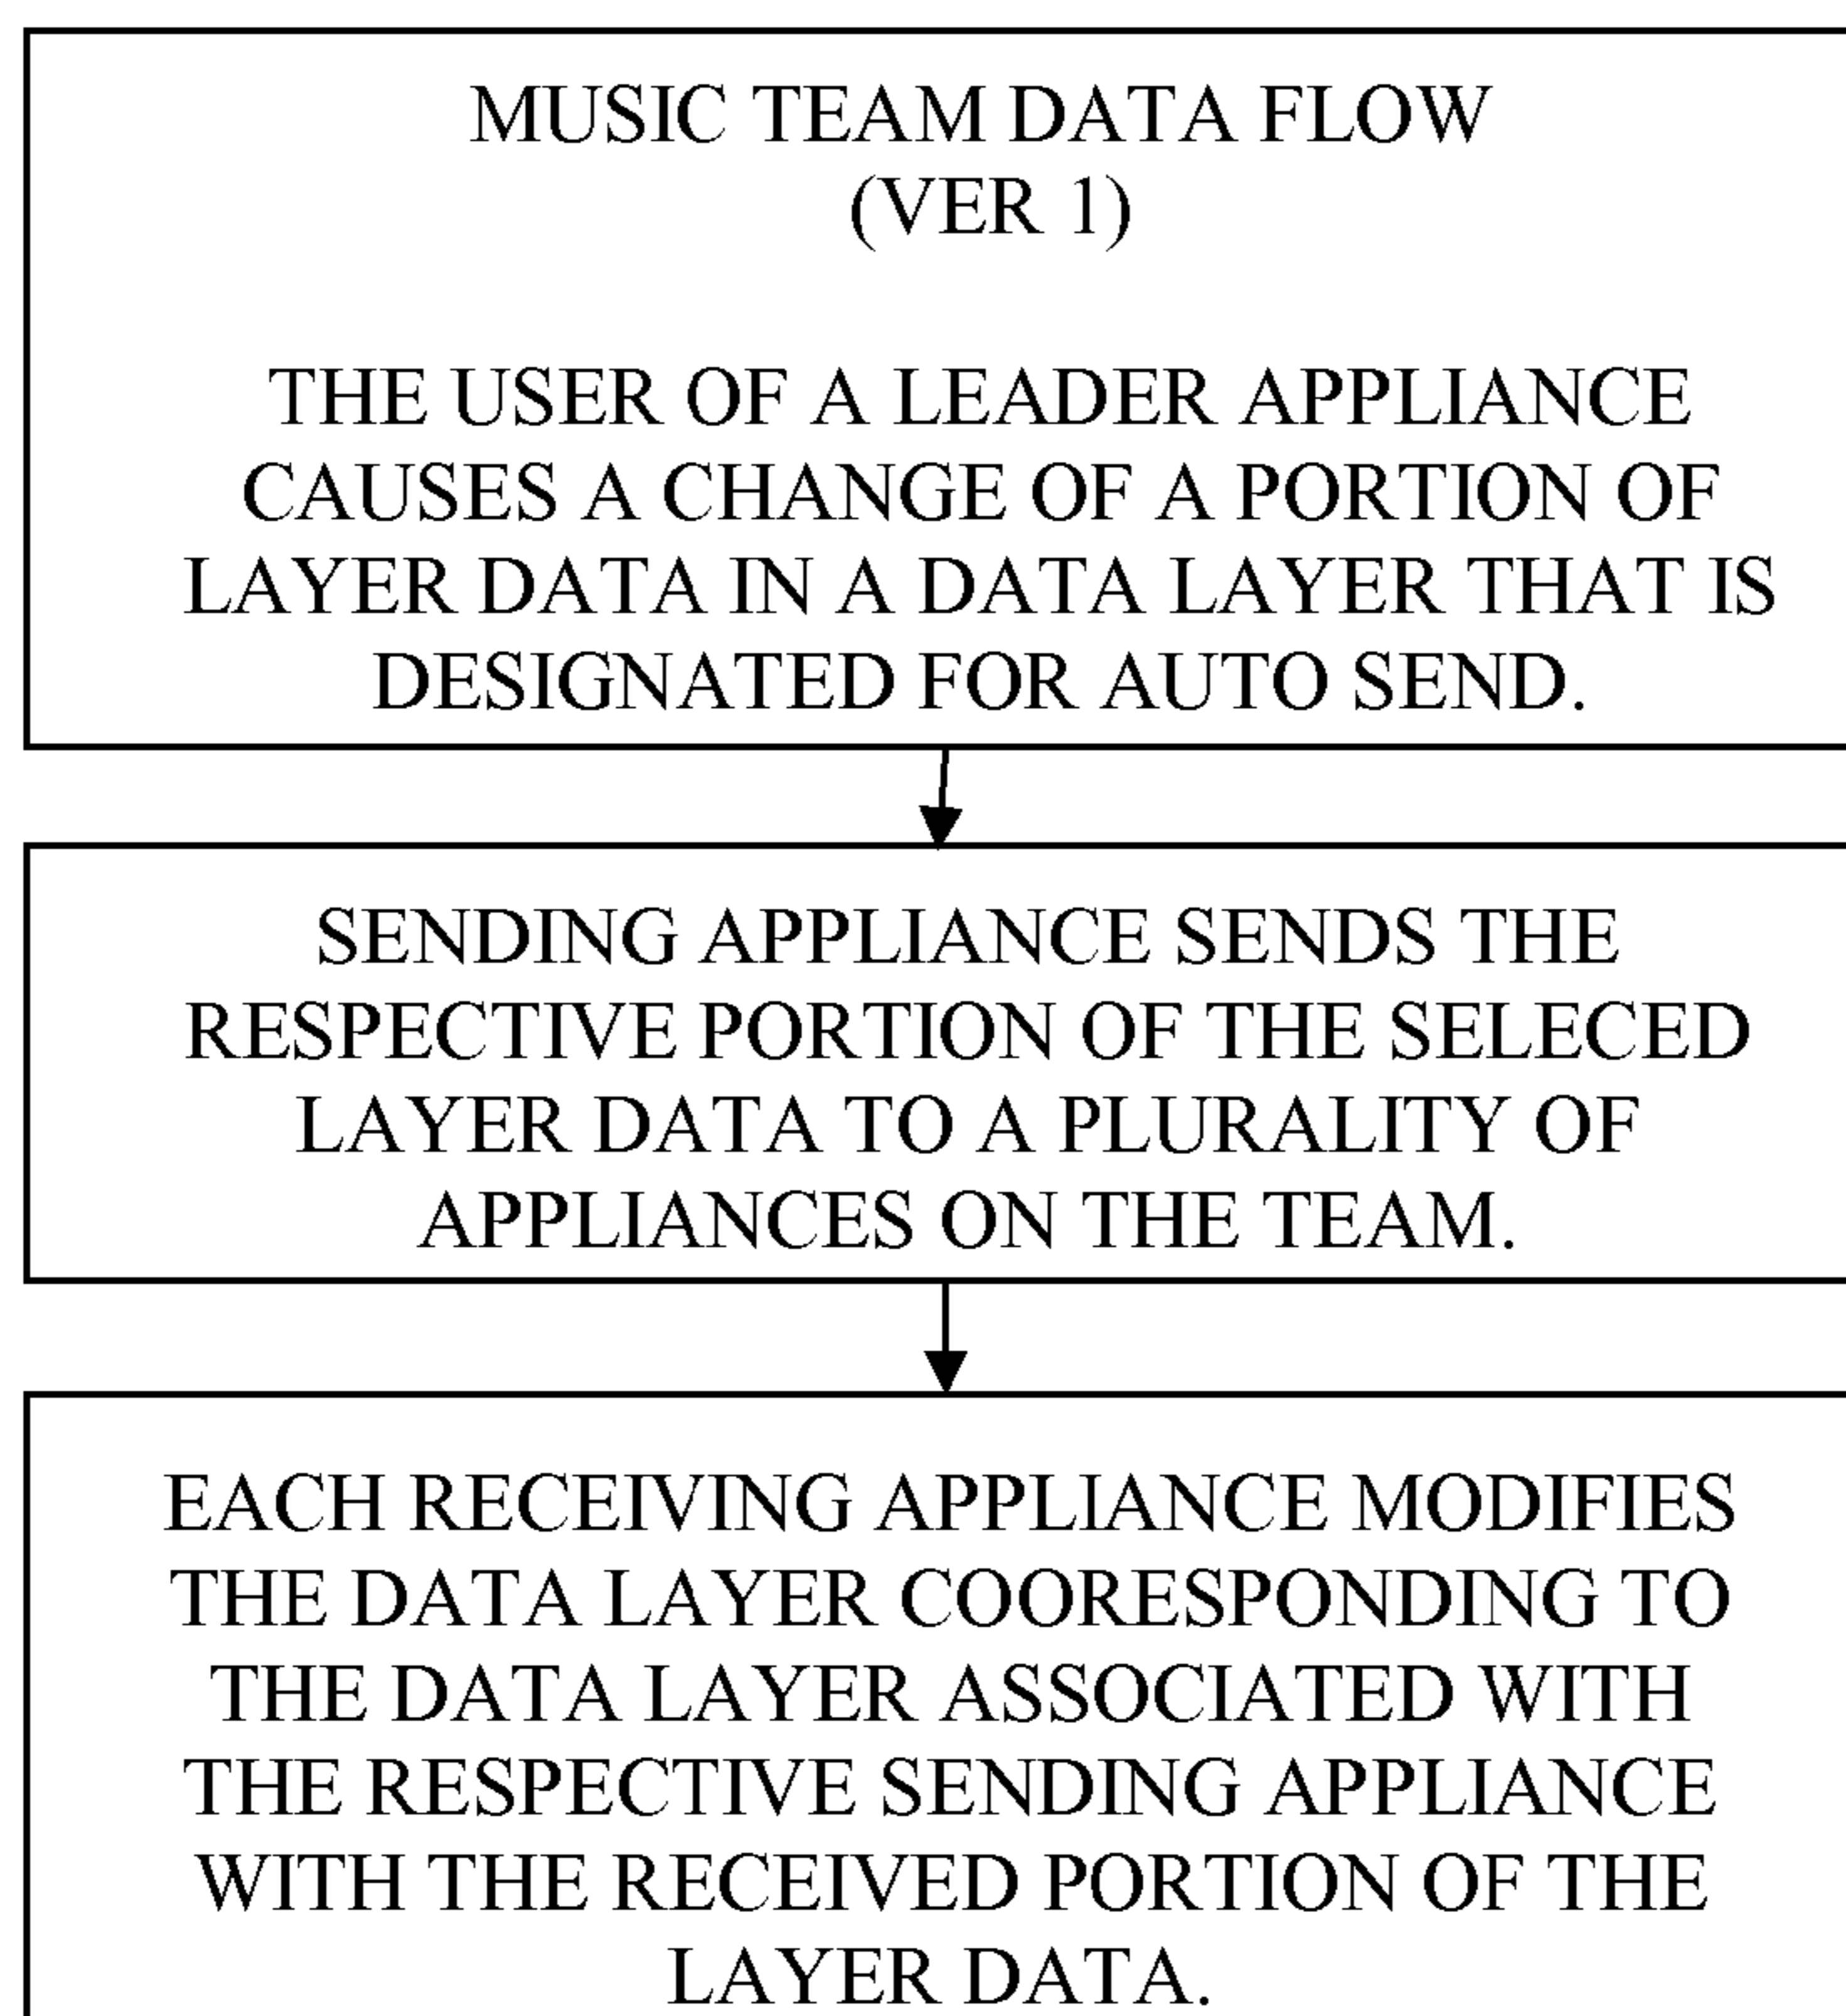 MUSIC TEAM DATA FLOW
(VER 1)
THE USER OF A LEADER APPLIANCE
CAUSES A CHANGE OF A PORTION OF
LAYER DATA IN A DATA LAYER THAT IS
DESIGNATED FOR AUTO SEND.
SENDING APPLIANCE SENDS THE
RESPECTIVE PORTION OF THE SELECED
LAYER DATA TO A PLURALITY OF
APPLIANCES ON THE TEAM.
EACH RECEIVING APPLIANCE MODIFIES
THE DATA LAYER COORESPONDING TO
THE DATA LAYER ASSOCIATED WITH
THE RESPECTIVE SENDING APPLIANCE
WITH THE RECEIVED PORTION OF THE
LAYER DATA.